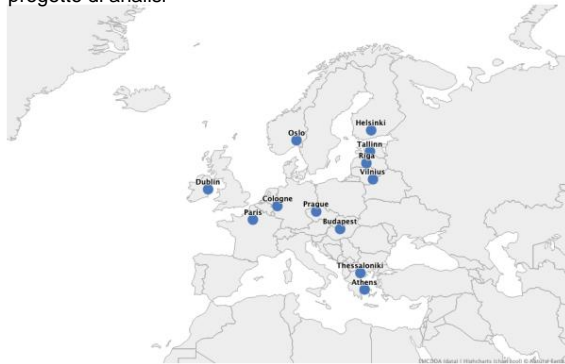 progetto di analisi
Helsinki
Oslo
Tallinn
Riga
Vilnius
Dublin
Cologne
Prague
Paris
Budapest
Thessaloniki
Athens